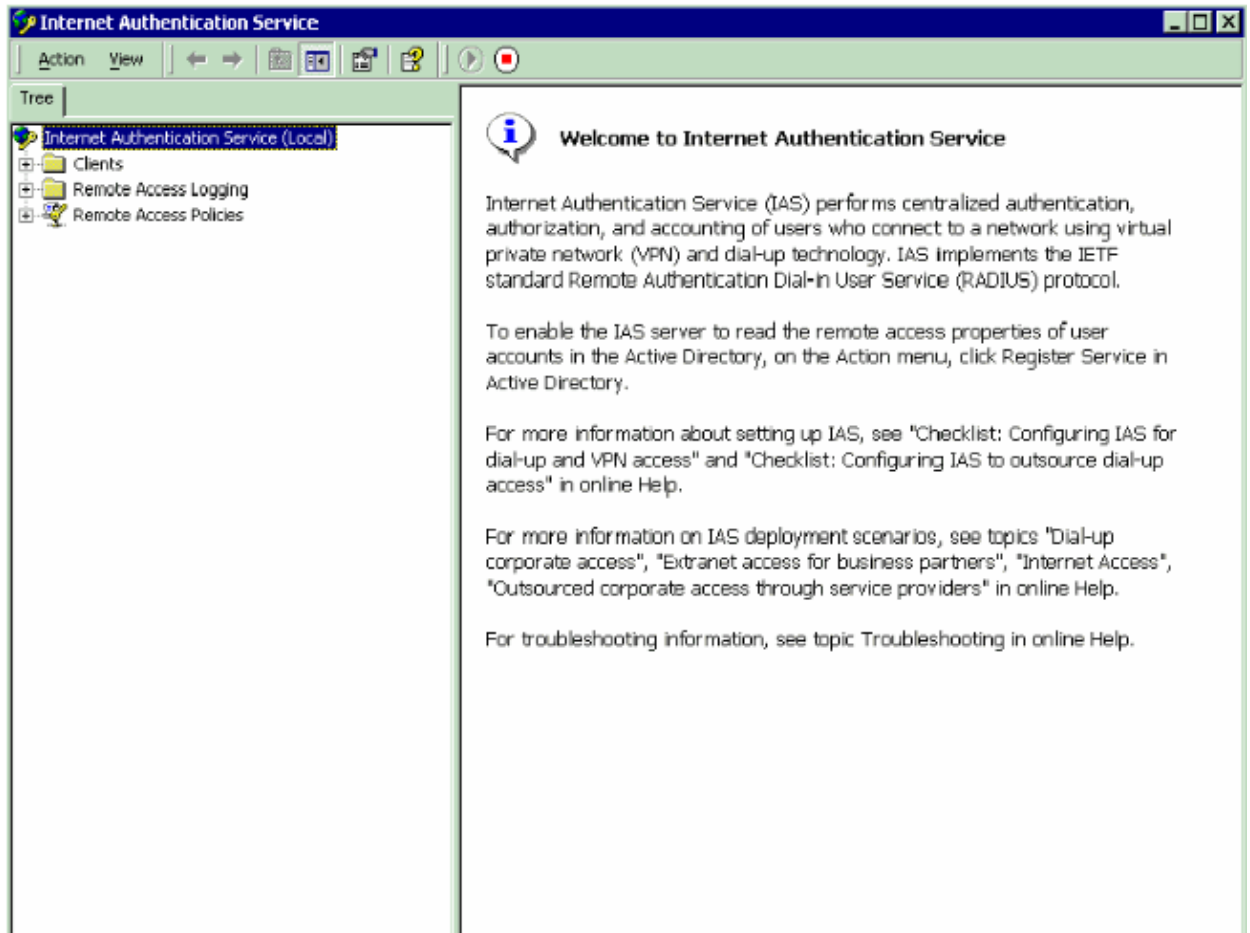 Internet Authentication Service
Action View
Tree
Internet Authentication Service (Local)
Clients
Remote Access Logging
Remote Access Policies
Welcome to Internet Authentication Service
Internet Authentication Service (IAS) performs centralized authentication,
authorization, and accounting of users who connect to a network using virtual
private network (VPN) and dial-up technology. IAS implements the IETF
standard Remote Authentication Dial-in User Service (RADIUS) protocol.
To enable the IAS server to read the remote access properties of user
accounts in the Active Directory, on the Action menu, click Register Service in
Active Directory.
For more information about setting up IAS, see "Checklist: Configuring IAS for
dial-up and VPN access" and "Checklist: Configuring IAS to outsource dial-up
access" in online Help.
For more information on IAS deployment scenarios, see topics "Dial-up
corporate access", "Extranet access for business partners", "Internet Access",
"Outsourced corporate access through service providers" in online Help.
For troubleshooting information, see topic Troubleshooting in online Help.